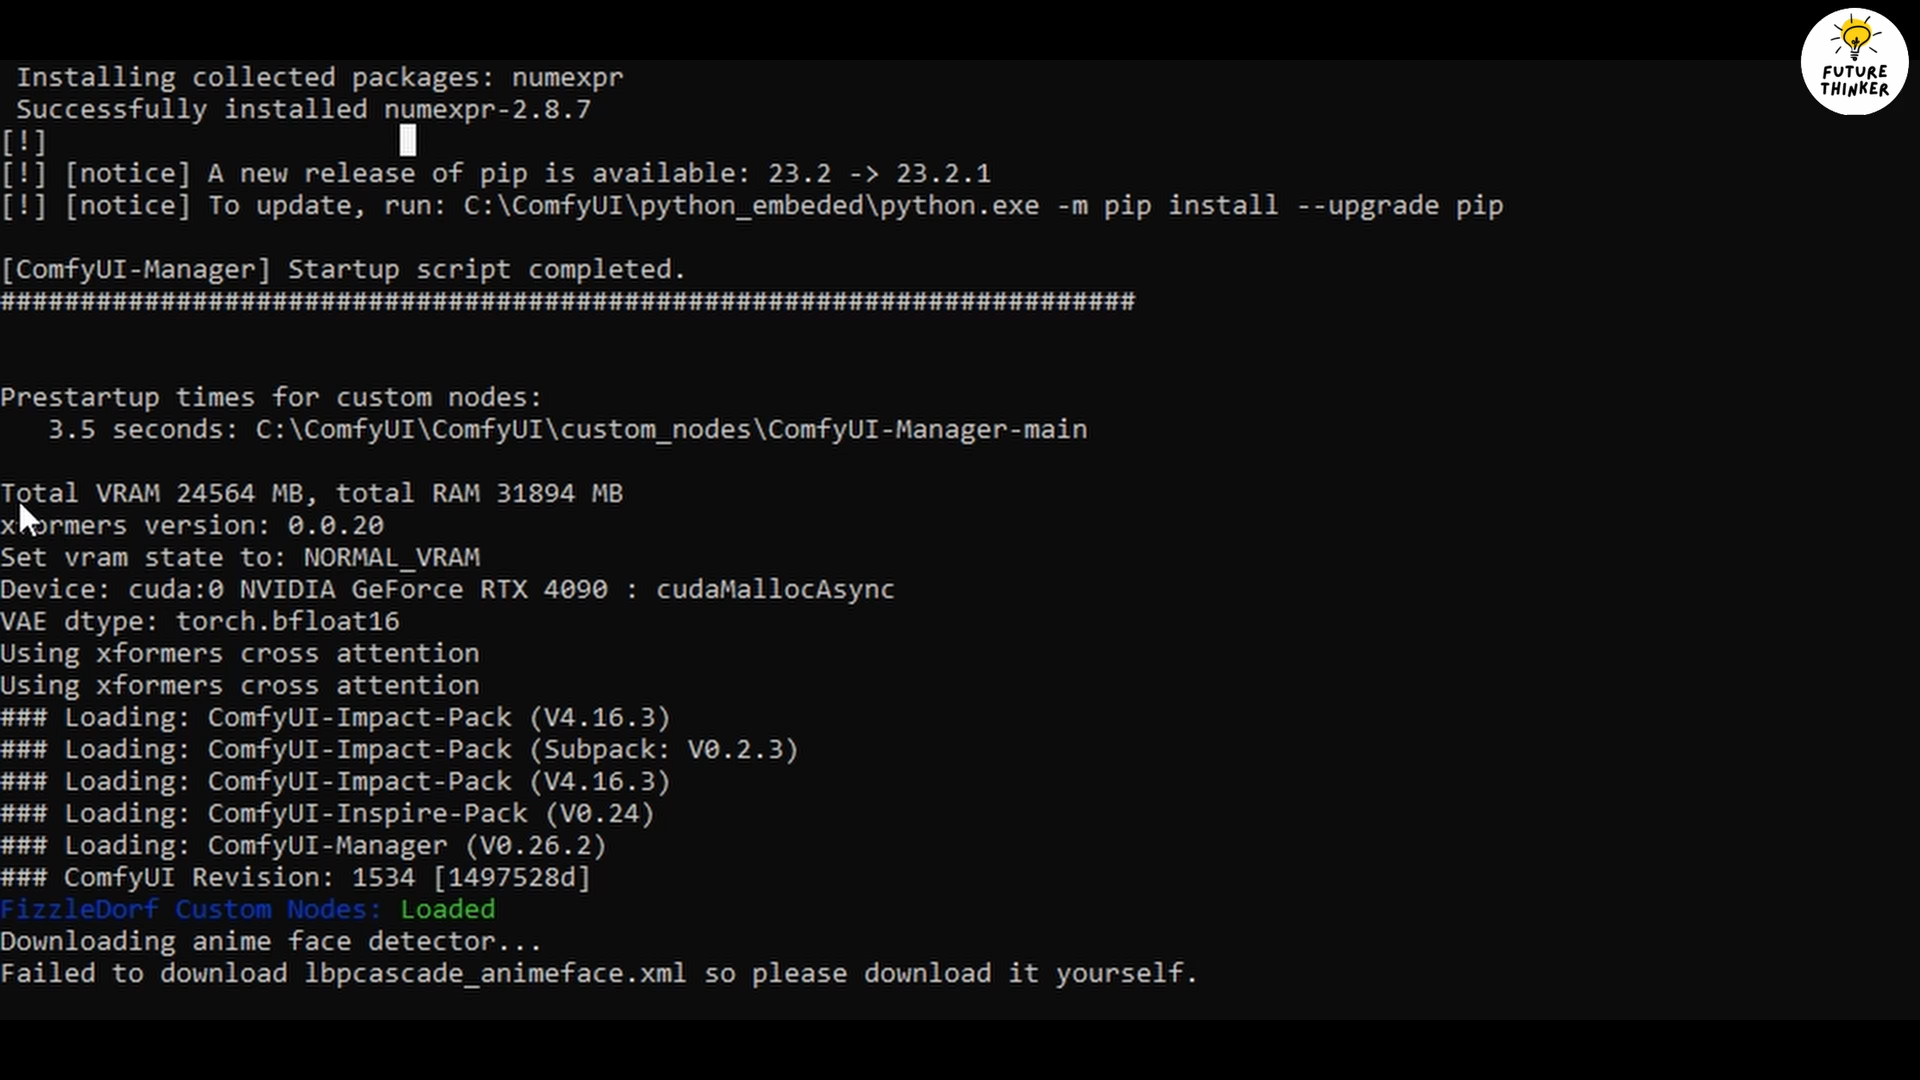 FUTURE
THINKER
Installing collected packages: numexpr
Successfully installed numexpr-2.8.7
[!]
[!] [notice] A new release of pip is available: 23.2 -> 23.2.1
[!] [notice] To update, run: C:\ComfyUI\python_embeded\python.exe -m pip install --upgrade pip
[ComfyUI-Manager] Startup script completed.
#######################################################################
Prestartup times for custom nodes:
3.5 seconds: C:\ComfyUI\ComfyUI\custom_nodes\ComfyUI-Manager-main
Total VRAM 24564 MB, total RAM 31894 MB
xformers version: 0.0.20
Set vram state to: NORMAL_VRAM
Device: cuda:0 NVIDIA GeForce RTX 4090 : cudaMallocAsync
VAE dtype: torch.bfloat16
Using xformers cross attention
Using xformers cross attention
### Loading: ComfyUI-Impact-Pack (V4.16.3)
### Loading: ComfyUI-Impact-Pack (Subpack: V0.2.3)
### Loading: ComfyUI-Impact-Pack (V4.16.3)
### Loading: ComfyUI-Inspire-Pack (V0.24)
### Loading: ComfyUI-Manager (V0.26.2)
### ComfyUI Revision: 1534 [1497528d]
FizzleDorf Custom Nodes: Loaded
Downloading anime face detector...
Failed to download lbpcascade_animeface.xml so please download it yourself.